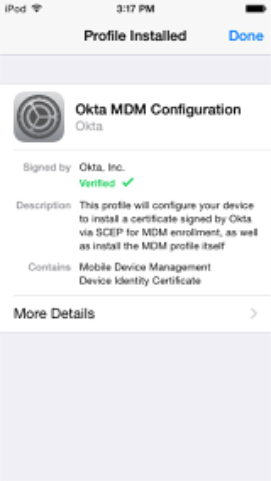 iPod 3:17 PM
Profile Installed Done
Okta MDM Configuration
Okta
Signed by Okta, Inc.
Verified ✓
Description This profile will configure your device
to install a certificate signed by Okta
via SCEP for MDM enrollment, as well
as install the MDM profile itself
Contains Mobile Device Management
Device Identity Certificate
More Details